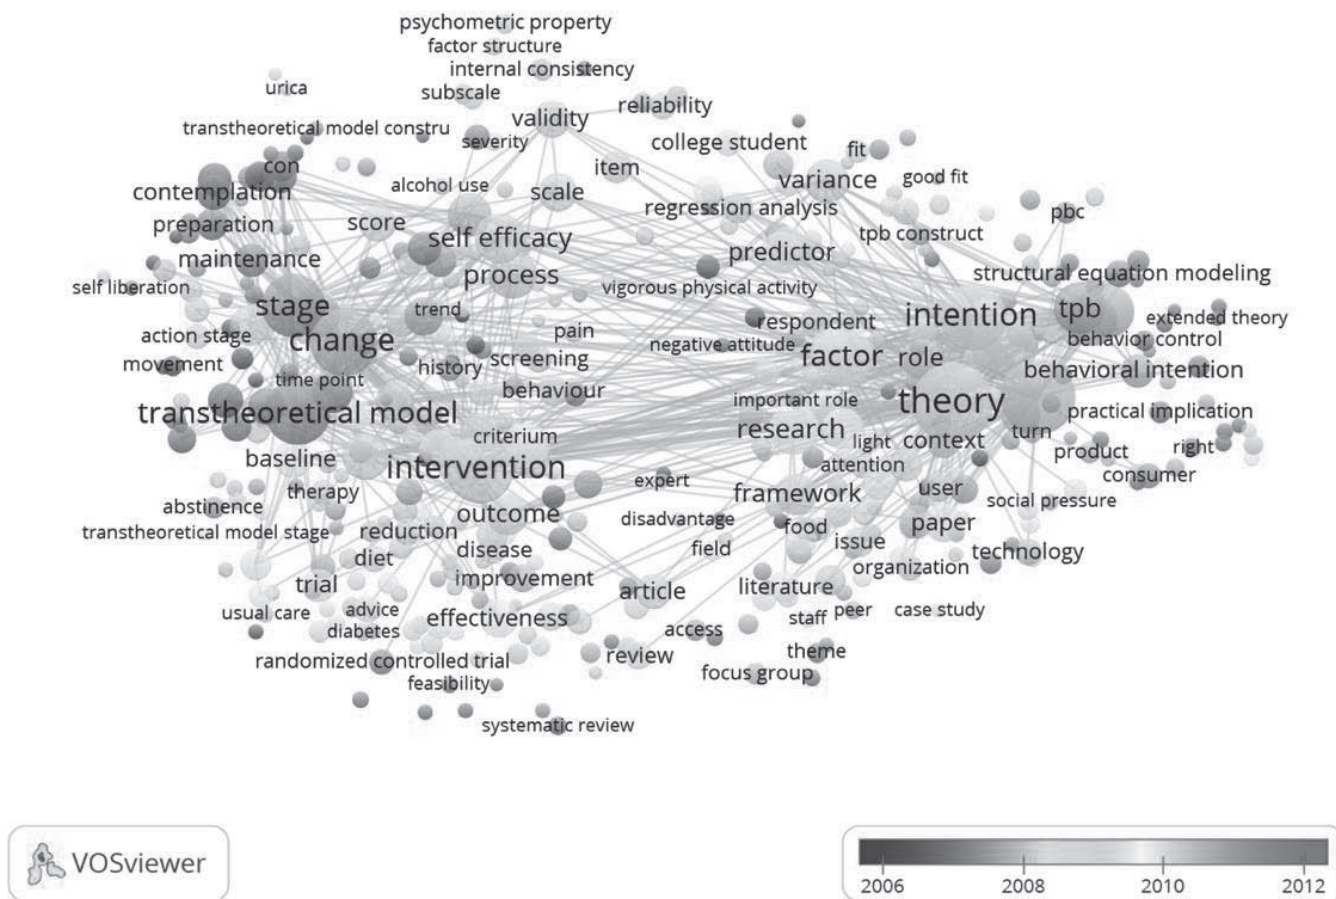 psychometric property
factor structure
internal consistency
urica
subscale
reliability
validity
transtheoretical model constru
severity
college student
fit
con
item
contemplation
alcohol use
scale
variance
good fit
regression analysis
pbc
preparation
score
self efficacy
tpb construct
maintenance
predictor
process
structural equation modeling
self liberation
vigorous physical activity
stage
trend
intention
tpb
extended theory
action stage
change
pain
respondent
behavior control
negative attitude
factor
role
movement
history
screening
behavioral intention
time point
behaviour
important role
theory
transtheoretical model
practical implication
research
light
context
turn
criterium
right
baseline
intervention
attention
product
consumer
therapy
expert
framework
user
social pressure
abstinence
outcome
disadvantage
food
paper
transtheoretical model stage
reduction
field
issue
technology
diet
disease
organization
trial
improvement
article
literature
usual care
advice
effectiveness
staff
peer
case study
diabetes
access
randomized controlled trial
review
theme
feasibility
focus group
systematic review
VOSviewer
2006
2008
2010
2012